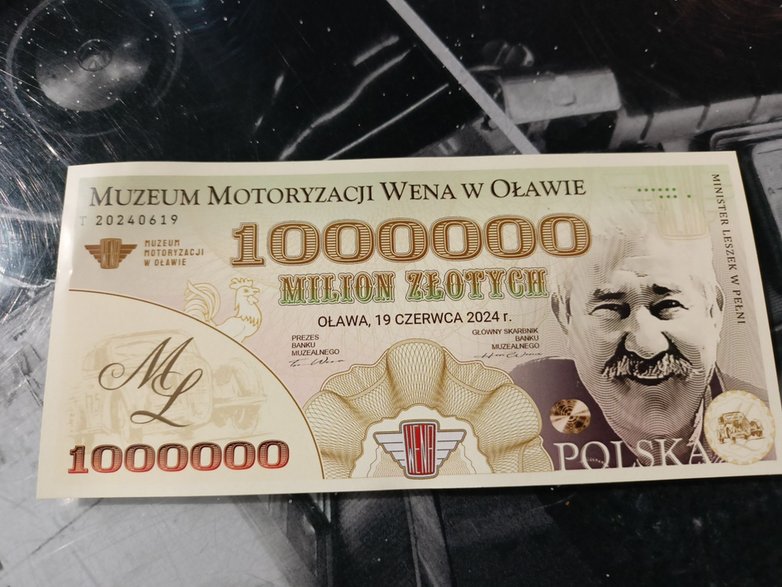 MUZEUM MOTORYZACJI WENA W OŁAWIE
T 20240619
1000000
MUZEUM
MOTORYZACJI
W OŁAWIE
MILION ZŁOTYCH
OŁAWA, 19 CZERWCA 2024 r.
PREZES
BANKU
MUZEALNEGO
GŁÓWNY SKARBNIK
BANKU
MUZEALNEGO
ML
1000000
WENA
POLSKA
MINISTER LESZEK W PEŁNI